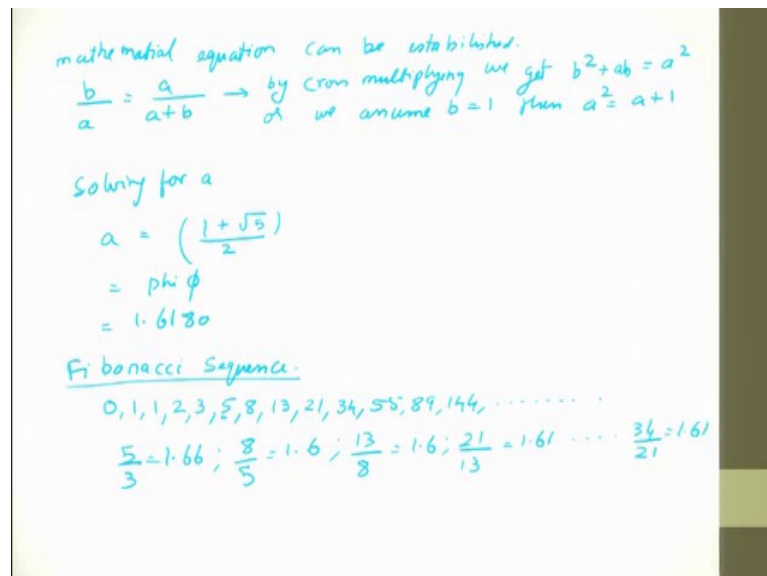 mathematial equation can be establishted.
b/a = a/(a+b) → by cross multiplying we get b²+ab = a²
if we assume b = 1 then a² = a+1
Solving for a
a = ((1+√5)/2)
= phi ϕ
= 1.6180
Fibonacci Sequence.
0, 1, 1, 2, 3, 5, 8, 13, 21, 34, 55, 89, 144, ........
5/3 = 1.66 ; 8/5 = 1.6 ; 13/8 = 1.6 ; 21/13 = 1.61 .... 34/21 = 1.61